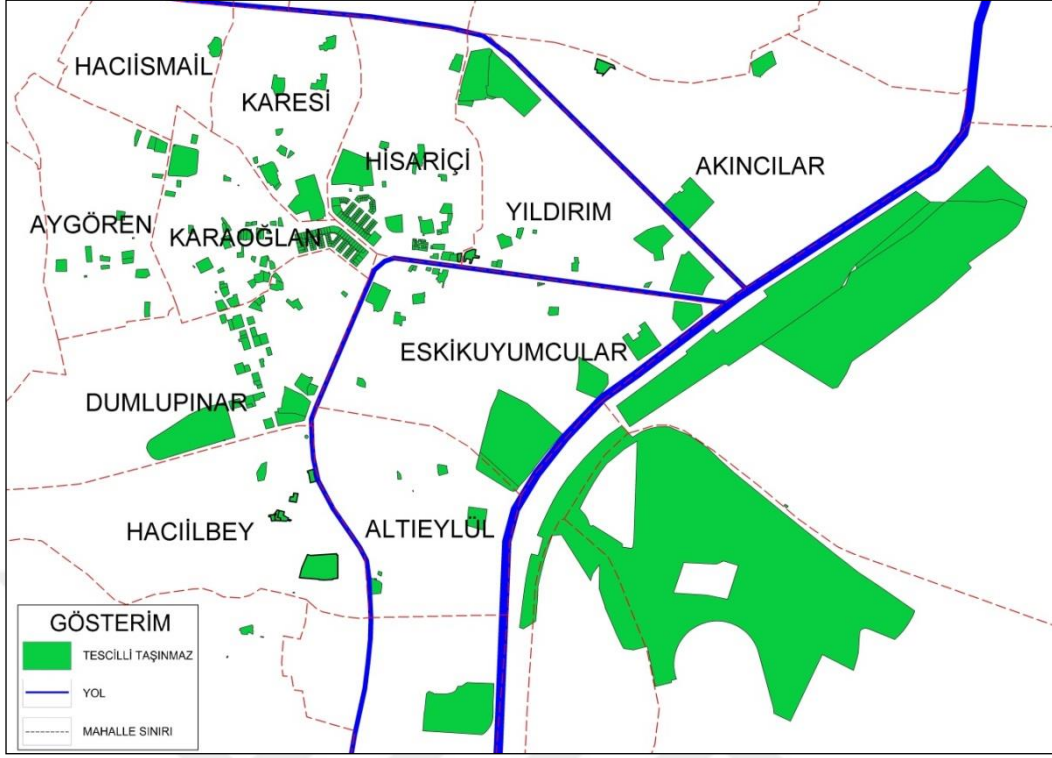 HACIİSMAİL
KARESİ
HİSARİÇİ
AKINCILAR
AYGÖREN
KARAOĞLAN
YILDIRIM
ESKİKUYUMCULAR
DUMLUPINAR
HACIİLBEY
ALTIEYLÜL
GÖSTERİM
TESCİLLİ TAŞINMAZ
YOL
MAHALLE SINIRI